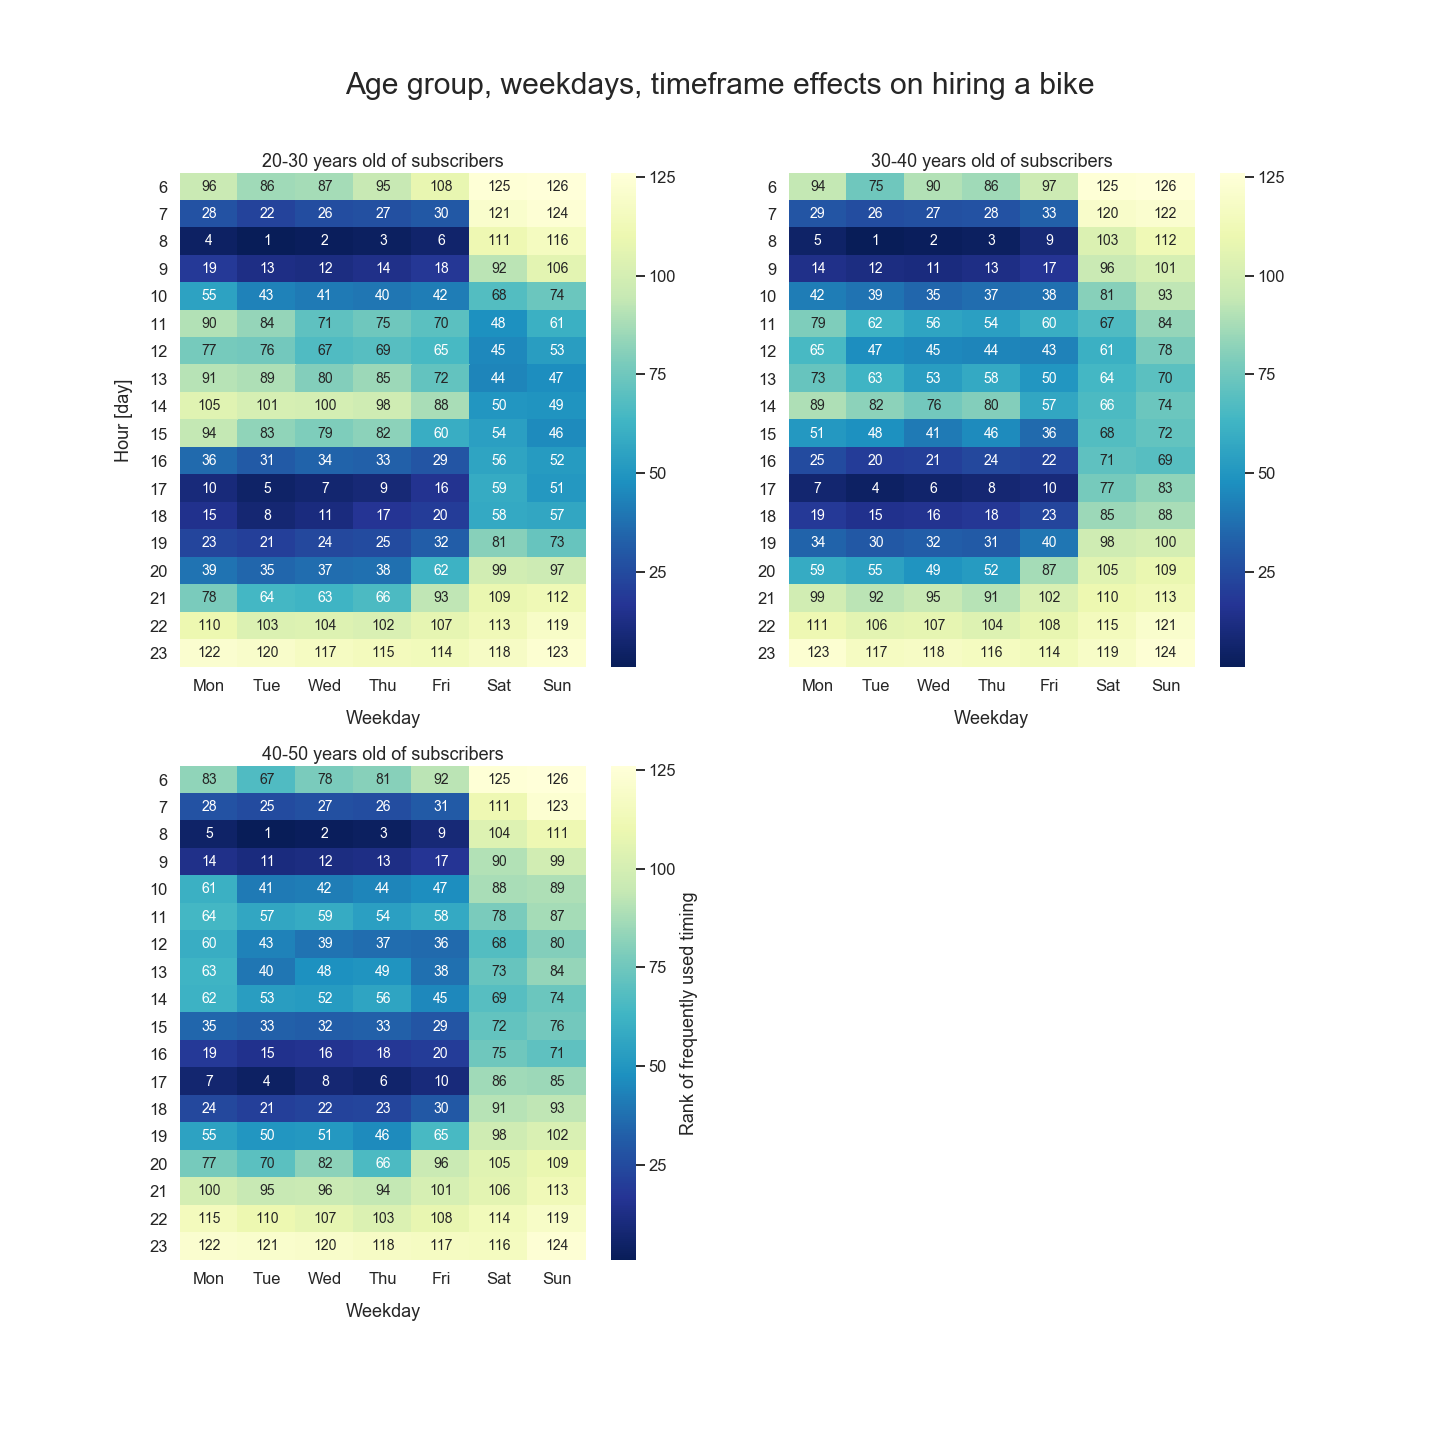 Age group, weekdays, timeframe effects on hiring a bike
20-30 years old of subscribers
Hour [day]
6 96 86 87 95 108 125 126
7 28 22 26 27 30 121 124
8 4 1 2 3 6 111 116
9 19 13 12 14 18 92 106
10 55 43 41 40 42 68 74
11 90 84 71 75 70 48 61
12 77 76 67 69 65 45 53
13 91 89 80 85 72 44 47
14 105 101 100 98 88 50 49
15 94 83 79 82 60 54 46
16 36 31 34 33 29 56 52
17 10 5 7 9 16 59 51
18 15 8 11 17 20 58 57
19 23 21 24 25 32 81 73
20 39 35 37 38 62 99 97
21 78 64 63 66 93 109 112
22 110 103 104 102 107 113 119
23 122 120 117 115 114 118 123
Mon Tue Wed Thu Fri Sat Sun
Weekday
125
100
75
50
25
30-40 years old of subscribers
6 94 75 90 86 97 125 126
7 29 26 27 28 33 120 122
8 5 1 2 3 9 103 112
9 14 12 11 13 17 96 101
10 42 39 35 37 38 81 93
11 79 62 56 54 60 67 84
12 65 47 45 44 43 61 78
13 73 63 53 58 50 64 70
14 89 82 76 80 57 66 74
15 51 48 41 46 36 68 72
16 25 20 21 24 22 71 69
17 7 4 6 8 10 77 83
18 19 15 16 18 23 85 88
19 34 30 32 31 40 98 100
20 59 55 49 52 87 105 109
21 99 92 95 91 102 110 113
22 111 106 107 104 108 115 121
23 123 117 118 116 114 119 124
Mon Tue Wed Thu Fri Sat Sun
Weekday
125
100
75
50
25
40-50 years old of subscribers
6 83 67 78 81 92 125 126
7 28 25 27 26 31 111 123
8 5 1 2 3 9 104 111
9 14 11 12 13 17 90 99
10 61 41 42 44 47 88 89
11 64 57 59 54 58 78 87
12 60 43 39 37 36 68 80
13 63 40 48 49 38 73 84
14 62 53 52 56 45 69 74
15 35 33 32 33 29 72 76
16 19 15 16 18 20 75 71
17 7 4 8 6 10 86 85
18 24 21 22 23 30 91 93
19 55 50 51 46 65 98 102
20 77 70 82 66 96 105 109
21 100 95 96 94 101 106 113
22 115 110 107 103 108 114 119
23 122 121 120 118 117 116 124
Mon Tue Wed Thu Fri Sat Sun
Weekday
125
100
75
50
25
Rank of frequently used timing